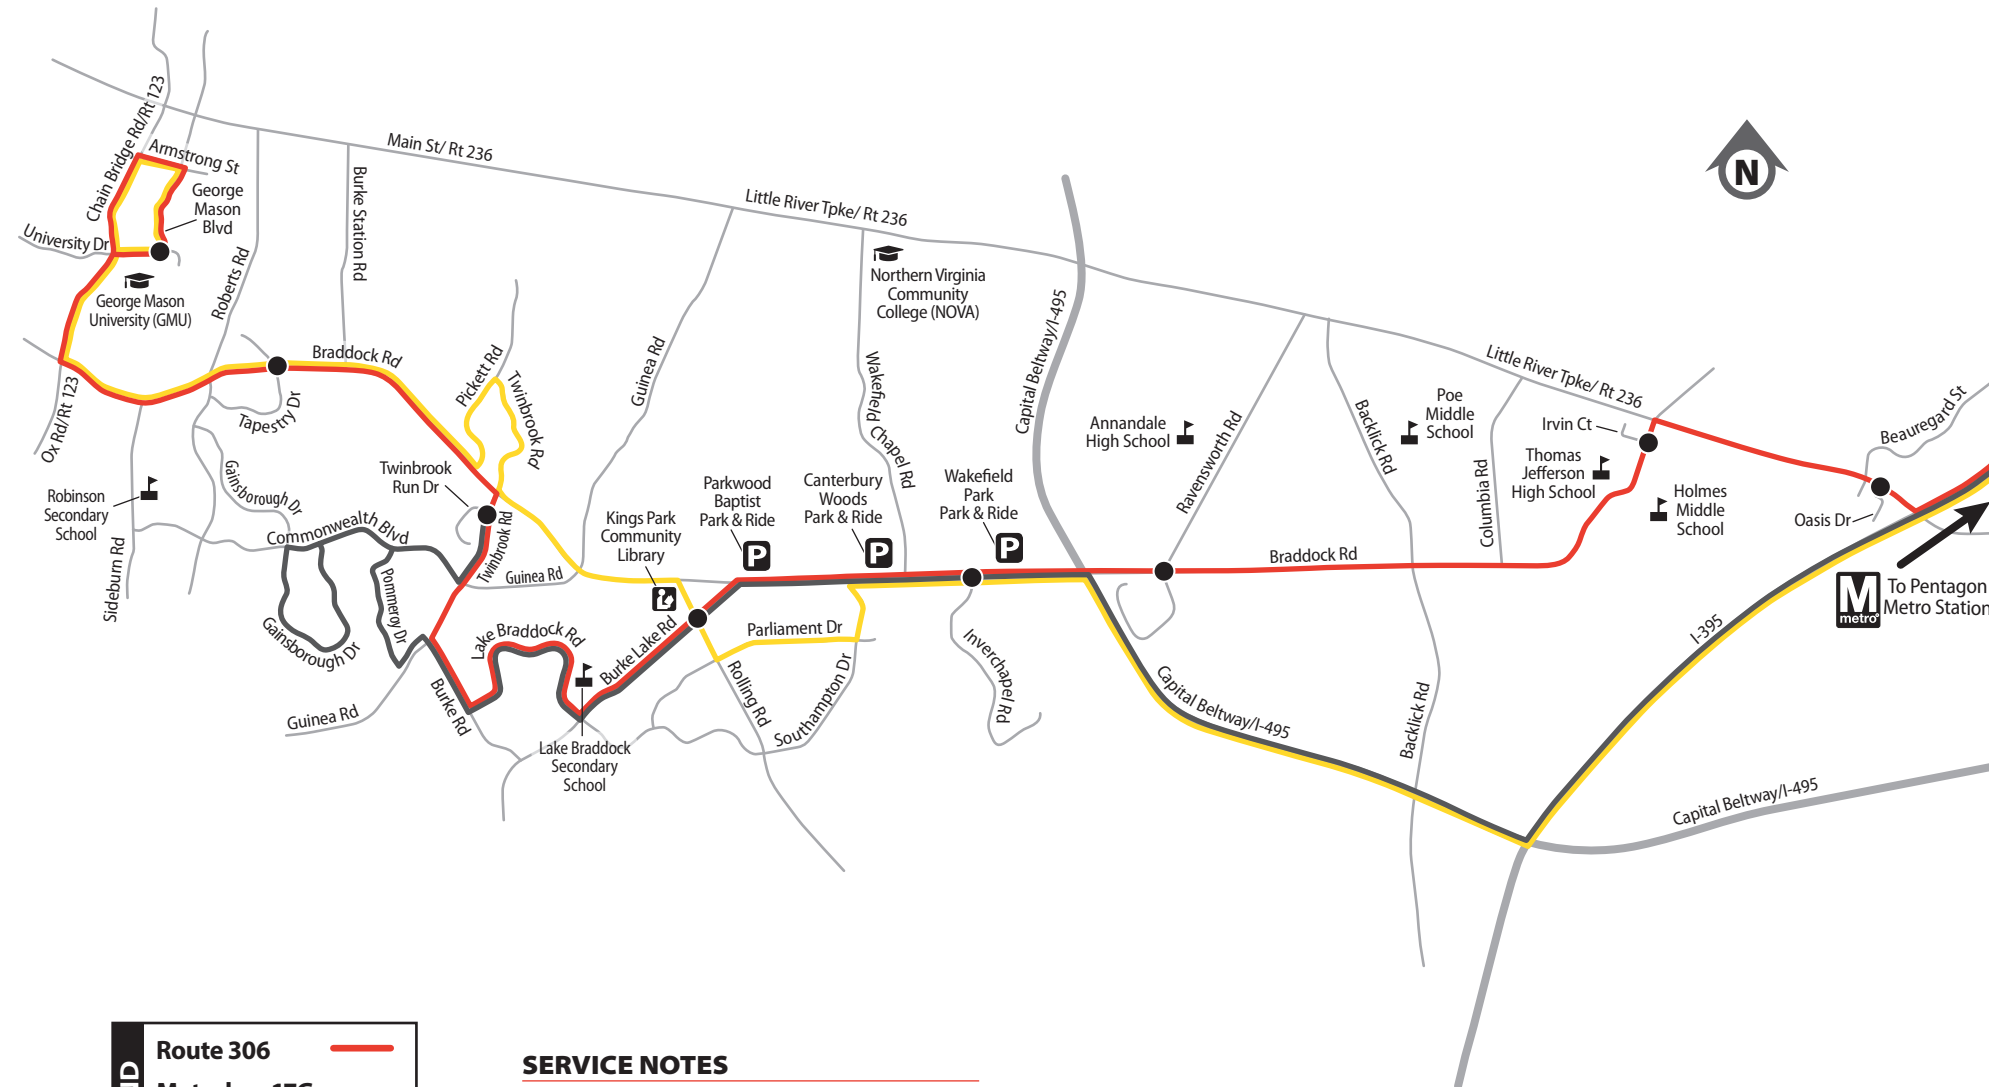 Chain Bridge Rd/Rt 123
Armstrong St
George
Mason
Blvd
University Dr
George Mason
University (GMU)
Roberts Rd
Burke Station Rd
Main St/ Rt 236
Little River Tpke/ Rt 236
Northern Virginia
Community
College (NOVA)
N
Braddock Rd
Tapestry Dr
Ox Rd/Rt 123
Pickett Rd
Twinbrook Rd
Guinea Rd
Wakefield Chapel Rd
Capital Beltway/I-495
Annandale
High School
Ravensworth Rd
Backlick Rd
Poe
Middle
School
Little River Tpke/ Rt 236
Irvin Ct
Thomas
Jefferson
High School
Columbia Rd
Holmes
Middle
School
Beauregard St
Oasis Dr
Robinson
Secondary
School
Sideburn Rd
Gainsborough Dr
Commonwealth Blvd
Twinbrook
Run Dr
Twinbrook Rd
Guinea Rd
Kings Park
Community
Library
Parkwood
Baptist
Park & Ride
P
Canterbury
Woods
Park & Ride
P
Wakefield
Park
Park & Ride
P
Braddock Rd
Pommeroy Dr
Gainsborough Dr
Guinea Rd
Burke Rd
Lake Braddock Rd
Burke Lake Rd
Lake Braddock
Secondary
School
Parliament Dr
Rolling Rd
Southampton Dr
Inverchapel Rd
Capital Beltway/I-495
Backlick Rd
I-395
M
metro
To Pentagon
Metro Station
Capital Beltway/I-495
Route 306
SERVICE NOTES